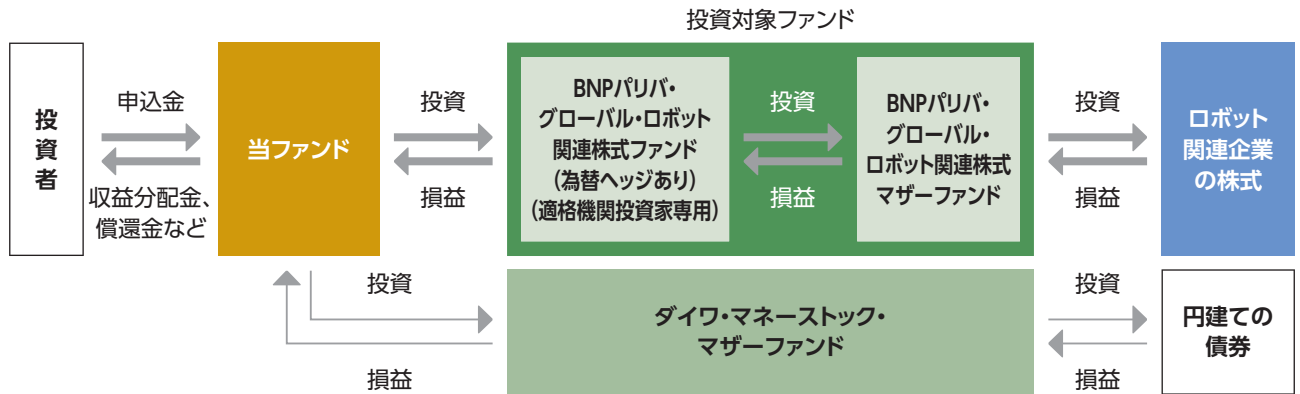 投資対象ファンド
投資者
申込金
収益分配金、
償還金など
当ファンド
投資
損益
BNPパリバ・
グローバル・ロボット
関連株式ファンド
（為替ヘッジあり）
（適格機関投資家専用）
投資
損益
BNPパリバ・
グローバル・
ロボット関連株式
マザーファンド
投資
損益
ロボット
関連企業
の株式
投資
損益
ダイワ・マネーストック・
マザーファンド
投資
損益
円建ての
債券